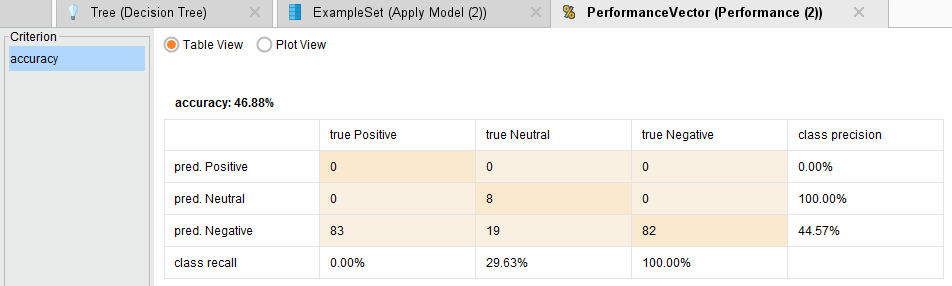 Tree (Decision Tree) ExampleSet (Apply Model (2)) PerformanceVector (Performance (2))
Criterion
accuracy
Table View Plot View
accuracy: 46.88%
true Positive true Neutral true Negative class precision
pred. Positive 0 0 0 0.00%
pred. Neutral 0 8 0 100.00%
pred. Negative 83 19 82 44.57%
class recall 0.00% 29.63% 100.00%